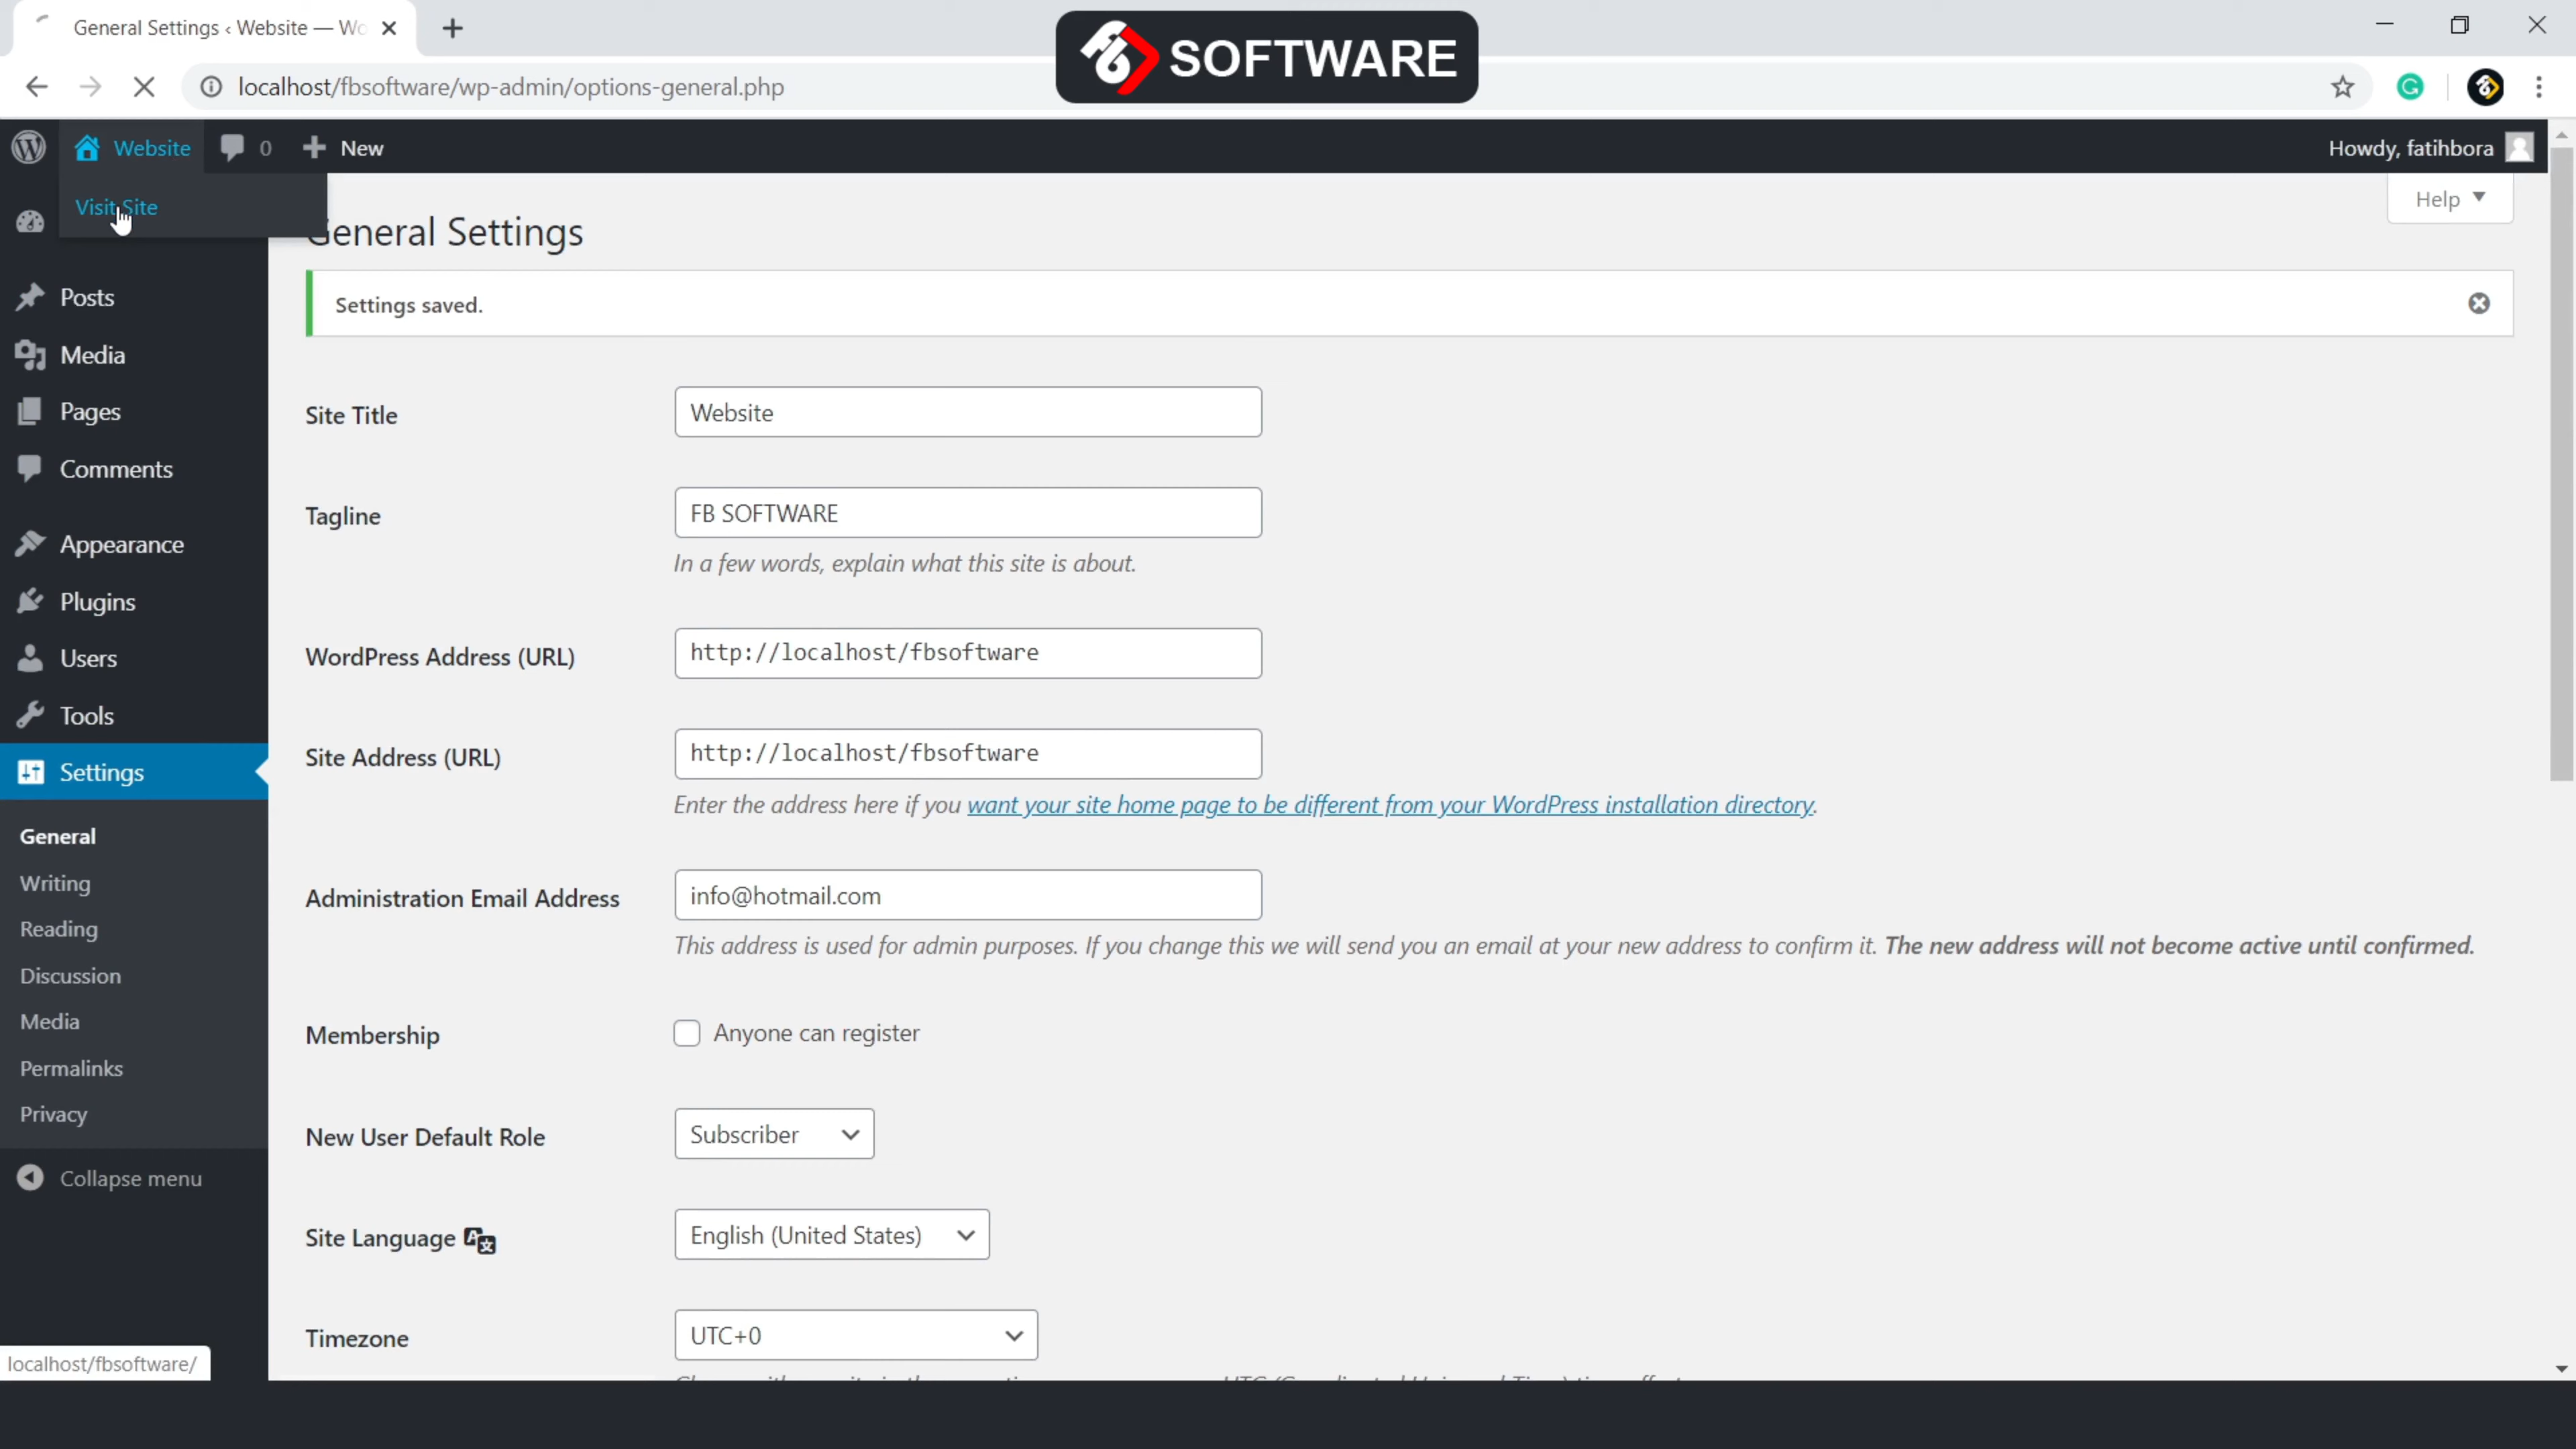 General Settings ‹ Website — Wo
SOFTWARE
localhost/fbsoftware/wp-admin/options-general.php
Website
0
New
Howdy, fatihbora
Visit Site
Help
General Settings
Settings saved.
Posts
Media
Pages
Comments
Appearance
Plugins
Users
Tools
Settings
General
Writing
Reading
Discussion
Media
Permalinks
Privacy
Collapse menu
Site Title
Website
Tagline
FB SOFTWARE
In a few words, explain what this site is about.
WordPress Address (URL)
http://localhost/fbsoftware
Site Address (URL)
http://localhost/fbsoftware
Enter the address here if you want your site home page to be different from your WordPress installation directory.
Administration Email Address
info@hotmail.com
This address is used for admin purposes. If you change this we will send you an email at your new address to confirm it. The new address will not become active until confirmed.
Membership
Anyone can register
New User Default Role
Subscriber
Site Language
English (United States)
Timezone
UTC+0
localhost/fbsoftware/